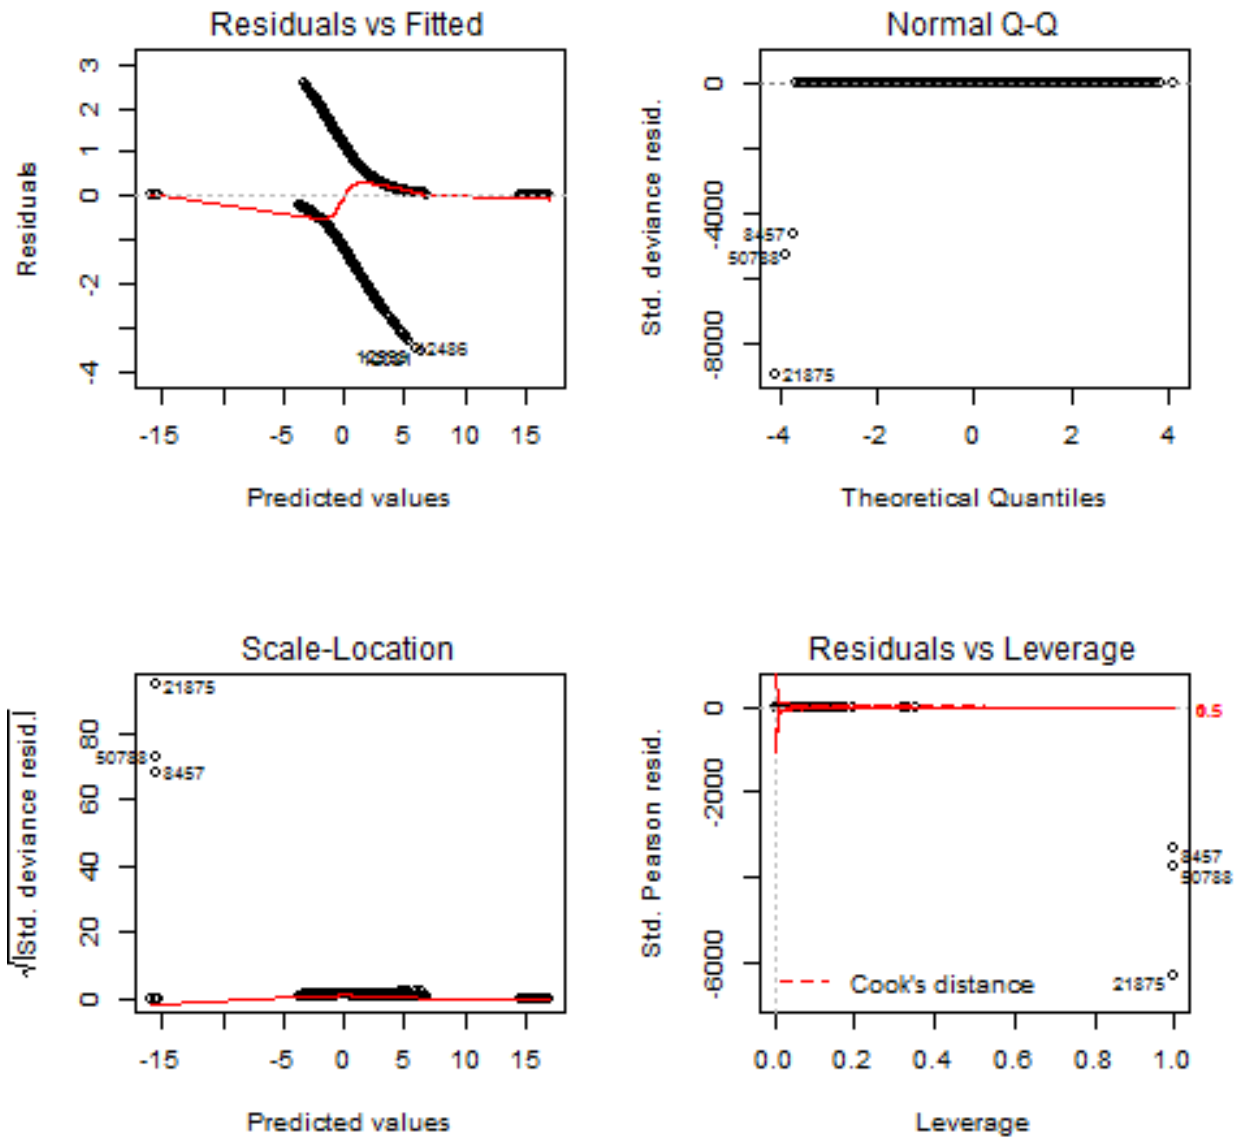 Residuals vs Fitted
Residuals
3
2
1
0
-2
-4
2486
-15 -5 0 5 10 15
Predicted values
Normal Q-Q
Std. deviance resid.
0
-4000
-8000
8457
50788
21875
-4 -2 0 2 4
Theoretical Quantiles
Scale-Location
√|Std. deviance resid.|
80
60
40
20
0
21875
50788
8457
-15 -5 0 5 10 15
Predicted values
Residuals vs Leverage
Std. Pearson resid.
0
-2000
-6000
0.5
8457
50788
21875
Cook's distance
0.0 0.2 0.4 0.6 0.8 1.0
Leverage